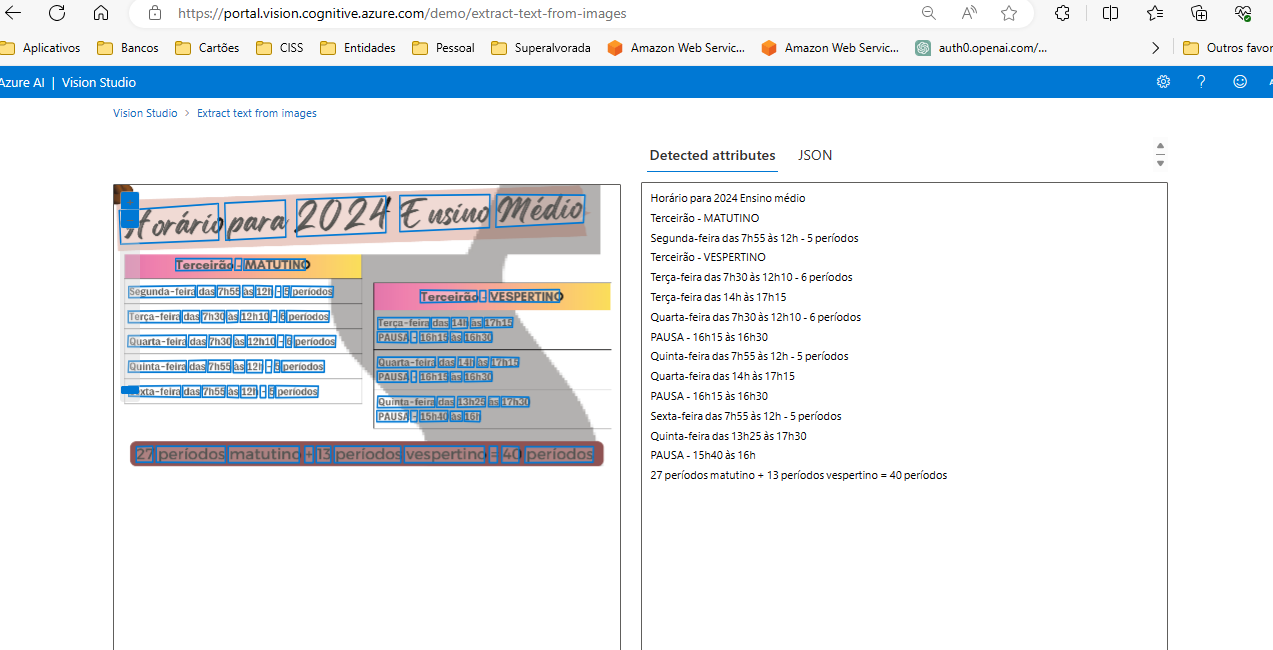 https://portal.vision.cognitive.azure.com/demo/extract-text-from-images
Aplicativos Bancos Cartões CISS Entidades Pessoal Superalvorada Amazon Web Servic... Amazon Web Servic... auth0.openai.com/... Outros favor
Azure AI | Vision Studio
Vision Studio > Extract text from images
Detected attributes JSON
Horário para 2024 Ensino Médio
Terceirão - MATUTINO
Segunda-feira das 7h55 às 12h - 5 períodos
Terça-feira das 7h30 às 12h10 - 6 períodos
Quarta-feira das 7h30 às 12h10 - 6 períodos
Quinta-feira das 7h55 às 12h - 5 períodos
xta-feira das 7h55 às 12h - 5 períodos
Terceirão - VESPERTINO
Terça-feira das 14h às 17h15
PAUSA - 16h15 às 16h30
Quarta-feira das 14h às 17h15
PAUSA - 16h15 às 16h30
Quinta-feira das 13h25 às 17h30
PAUSA - 15h40 às 16h
27 períodos matutino + 13 períodos vespertino = 40 períodos
Horário para 2024 Ensino médio
Terceirão - MATUTINO
Segunda-feira das 7h55 às 12h - 5 períodos
Terceirão - VESPERTINO
Terça-feira das 7h30 às 12h10 - 6 períodos
Terça-feira das 14h às 17h15
Quarta-feira das 7h30 às 12h10 - 6 períodos
PAUSA - 16h15 às 16h30
Quinta-feira das 7h55 às 12h - 5 períodos
Quarta-feira das 14h às 17h15
PAUSA - 16h15 às 16h30
Sexta-feira das 7h55 às 12h - 5 períodos
Quinta-feira das 13h25 às 17h30
PAUSA - 15h40 às 16h
27 períodos matutino + 13 períodos vespertino = 40 períodos